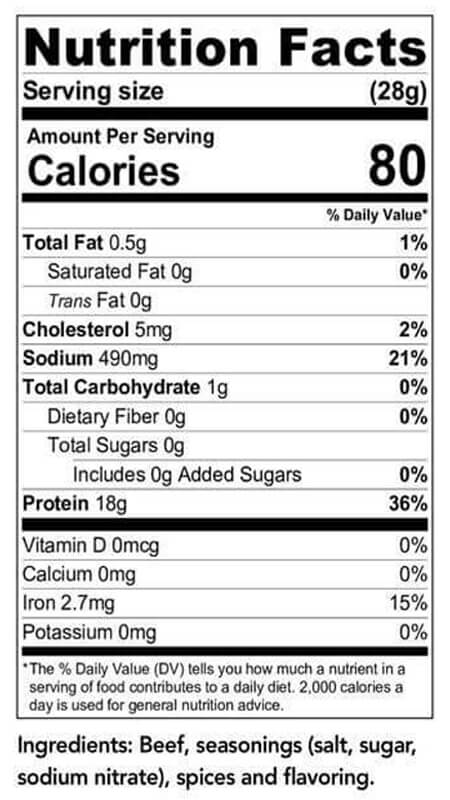 Nutrition Facts
Serving size (28g)
Amount Per Serving
Calories 80
% Daily Value*
Total Fat 0.5g 1%
Saturated Fat 0g 0%
Trans Fat 0g
Cholesterol 5mg 2%
Sodium 490mg 21%
Total Carbohydrate 1g 0%
Dietary Fiber 0g 0%
Total Sugars 0g
Includes 0g Added Sugars 0%
Protein 18g 36%
Vitamin D 0mcg 0%
Calcium 0mg 0%
Iron 2.7mg 15%
Potassium 0mg 0%
*The % Daily Value (DV) tells you how much a nutrient in a
serving of food contributes to a daily diet. 2,000 calories a
day is used for general nutrition advice.
Ingredients: Beef, seasonings (salt, sugar,
sodium nitrate), spices and flavoring.